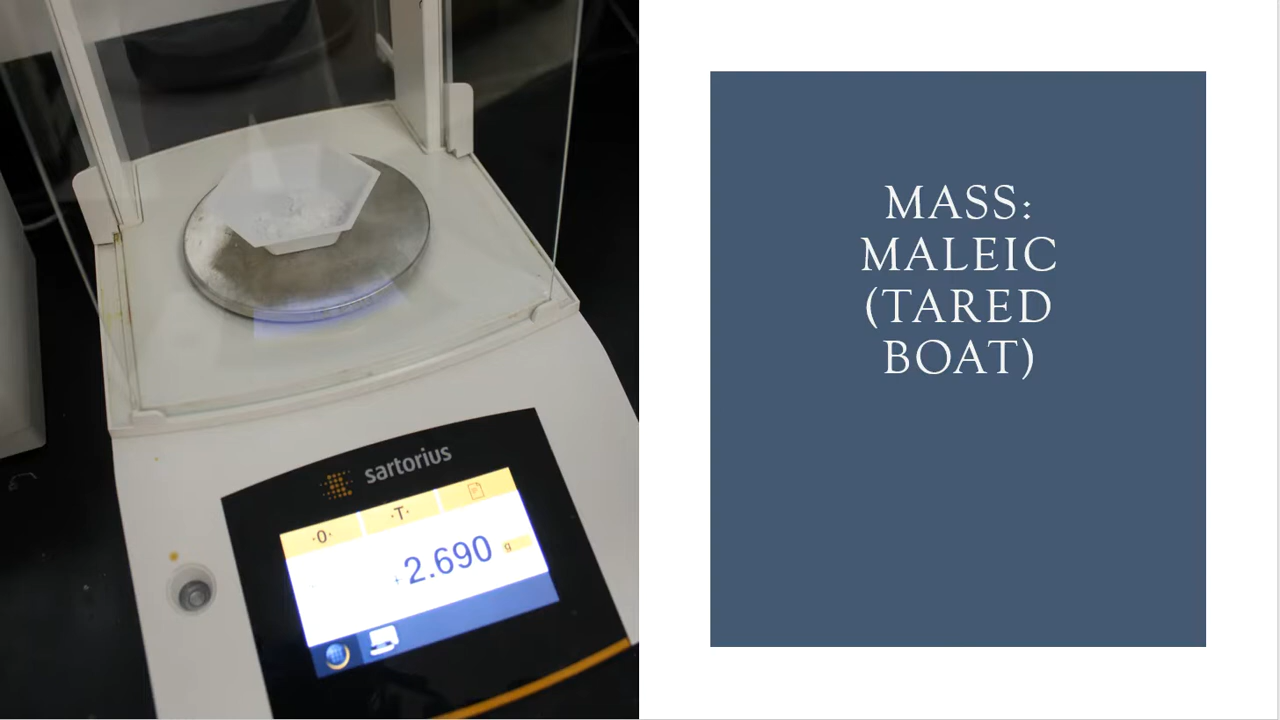 sartorius
·0·
·T·
+ 2.690 g
MASS:
MALEIC
(TARED
BOAT)